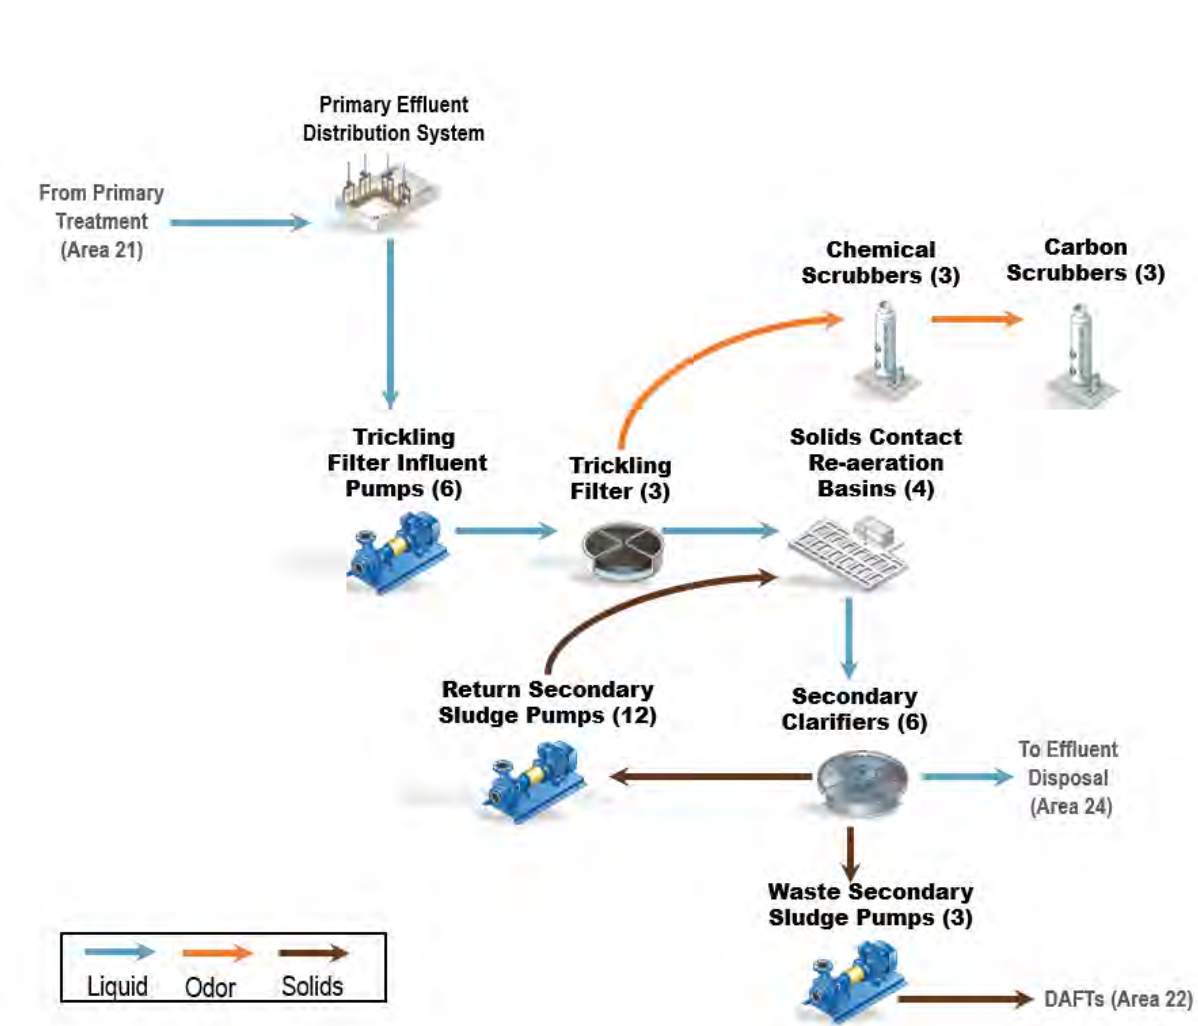 Primary Effluent
Distribution System
From Primary
Treatment
(Area 21)
Chemical
Scrubbers (3)
Carbon
Scrubbers (3)
Trickling
Filter Influent
Pumps (6)
Trickling
Filter (3)
Solids Contact
Re-aeration
Basins (4)
Return Secondary
Sludge Pumps (12)
Secondary
Clarifiers (6)
To Effluent
Disposal
(Area 24)
Waste Secondary
Sludge Pumps (3)
DAFTs (Area 22)
Liquid Odor Solids